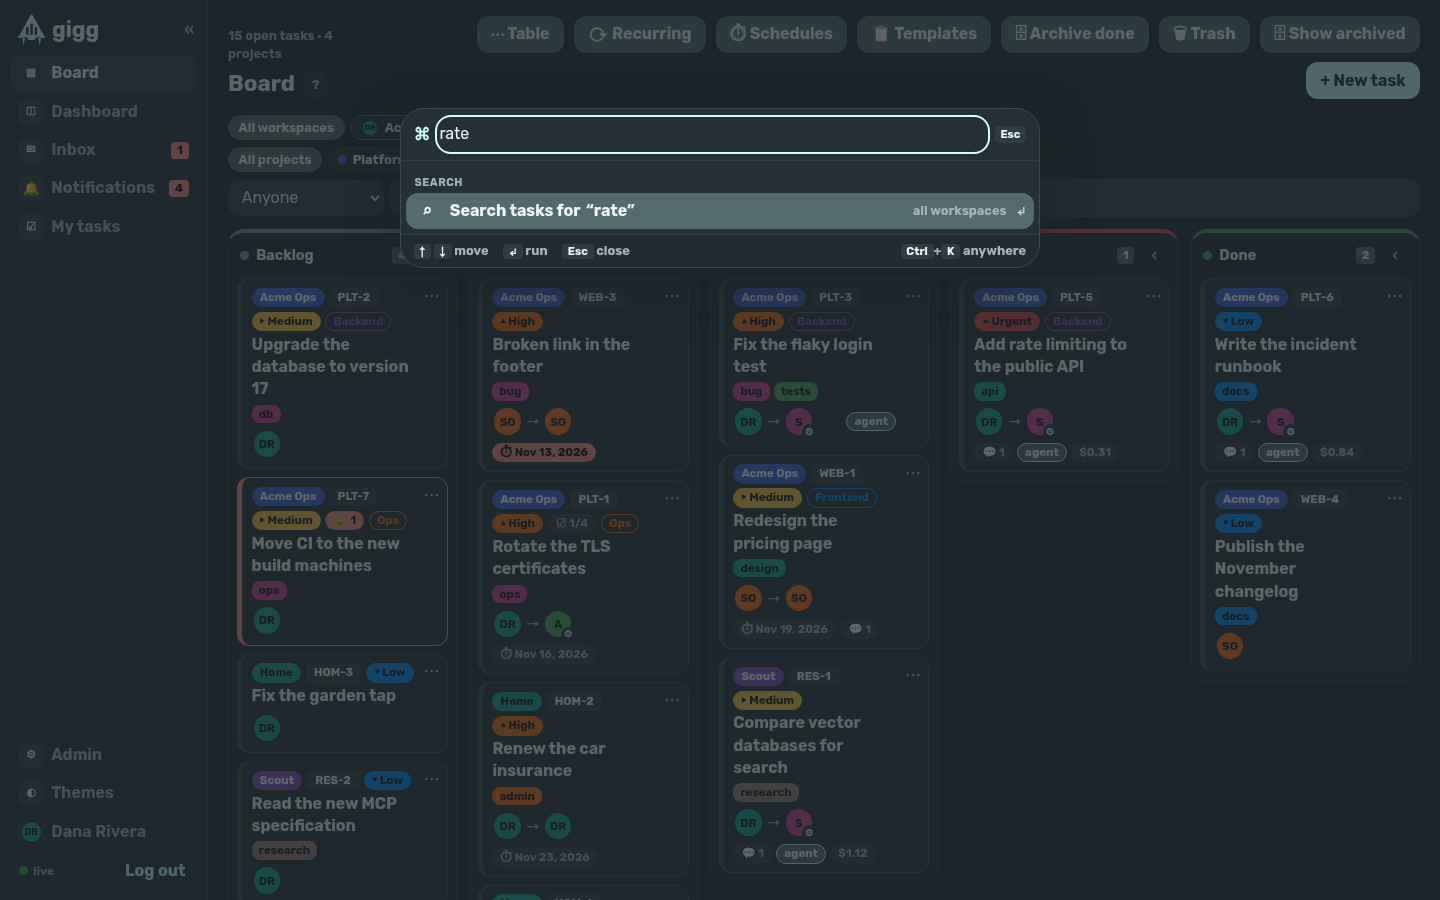 gigg
«
Board
Dashboard
Inbox 1
Notifications 4
My tasks
Admin
Themes
DR Dana Rivera
live Log out
15 open tasks · 4
projects
Board ?
··· Table
Recurring
Schedules
Templates
Archive done
Trash
Show archived
+ New task
All workspaces
DR Ac
All projects
Platfor
Anyone
⌘ rate Esc
SEARCH
Search tasks for “rate” all workspaces ↲
↑ ↓ move ↲ run Esc close Ctrl + K anywhere
Backlog 4
Acme Ops PLT-2 ···
Medium Backend
Upgrade the
database to version
17
db
DR
Acme Ops PLT-7 ···
Medium 1 Ops
Move CI to the new
build machines
ops
DR
Home HOM-3 Low ···
Fix the garden tap
DR
Scout RES-2 Low ···
Read the new MCP
specification
research
DR
Acme Ops WEB-3 ···
High
Broken link in the
footer
bug
SO → SO
Nov 13, 2026
Acme Ops PLT-1 ···
High ☑ 1/4 Ops
Rotate the TLS
certificates
ops
DR → A
Nov 16, 2026
Home HOM-2 ···
High
Renew the car
insurance
admin
DR → DR
Nov 23, 2026
Acme Ops PLT-3 ···
High Backend
Fix the flaky login
test
bug tests
DR → S agent
Acme Ops WEB-1 ···
Medium Frontend
Redesign the
pricing page
design
SO → SO
Nov 19, 2026 1
Scout RES-1 ···
Medium
Compare vector
databases for
search
research
DR → S
1 agent $1.12
1 ‹
Acme Ops PLT-5 ···
Urgent Backend
Add rate limiting to
the public API
api
DR → S
1 agent $0.31
Done 2 ‹
Acme Ops PLT-6 ···
Low
Write the incident
runbook
docs
DR → S
1 agent $0.84
Acme Ops WEB-4 ···
Low
Publish the
November
changelog
docs
SO